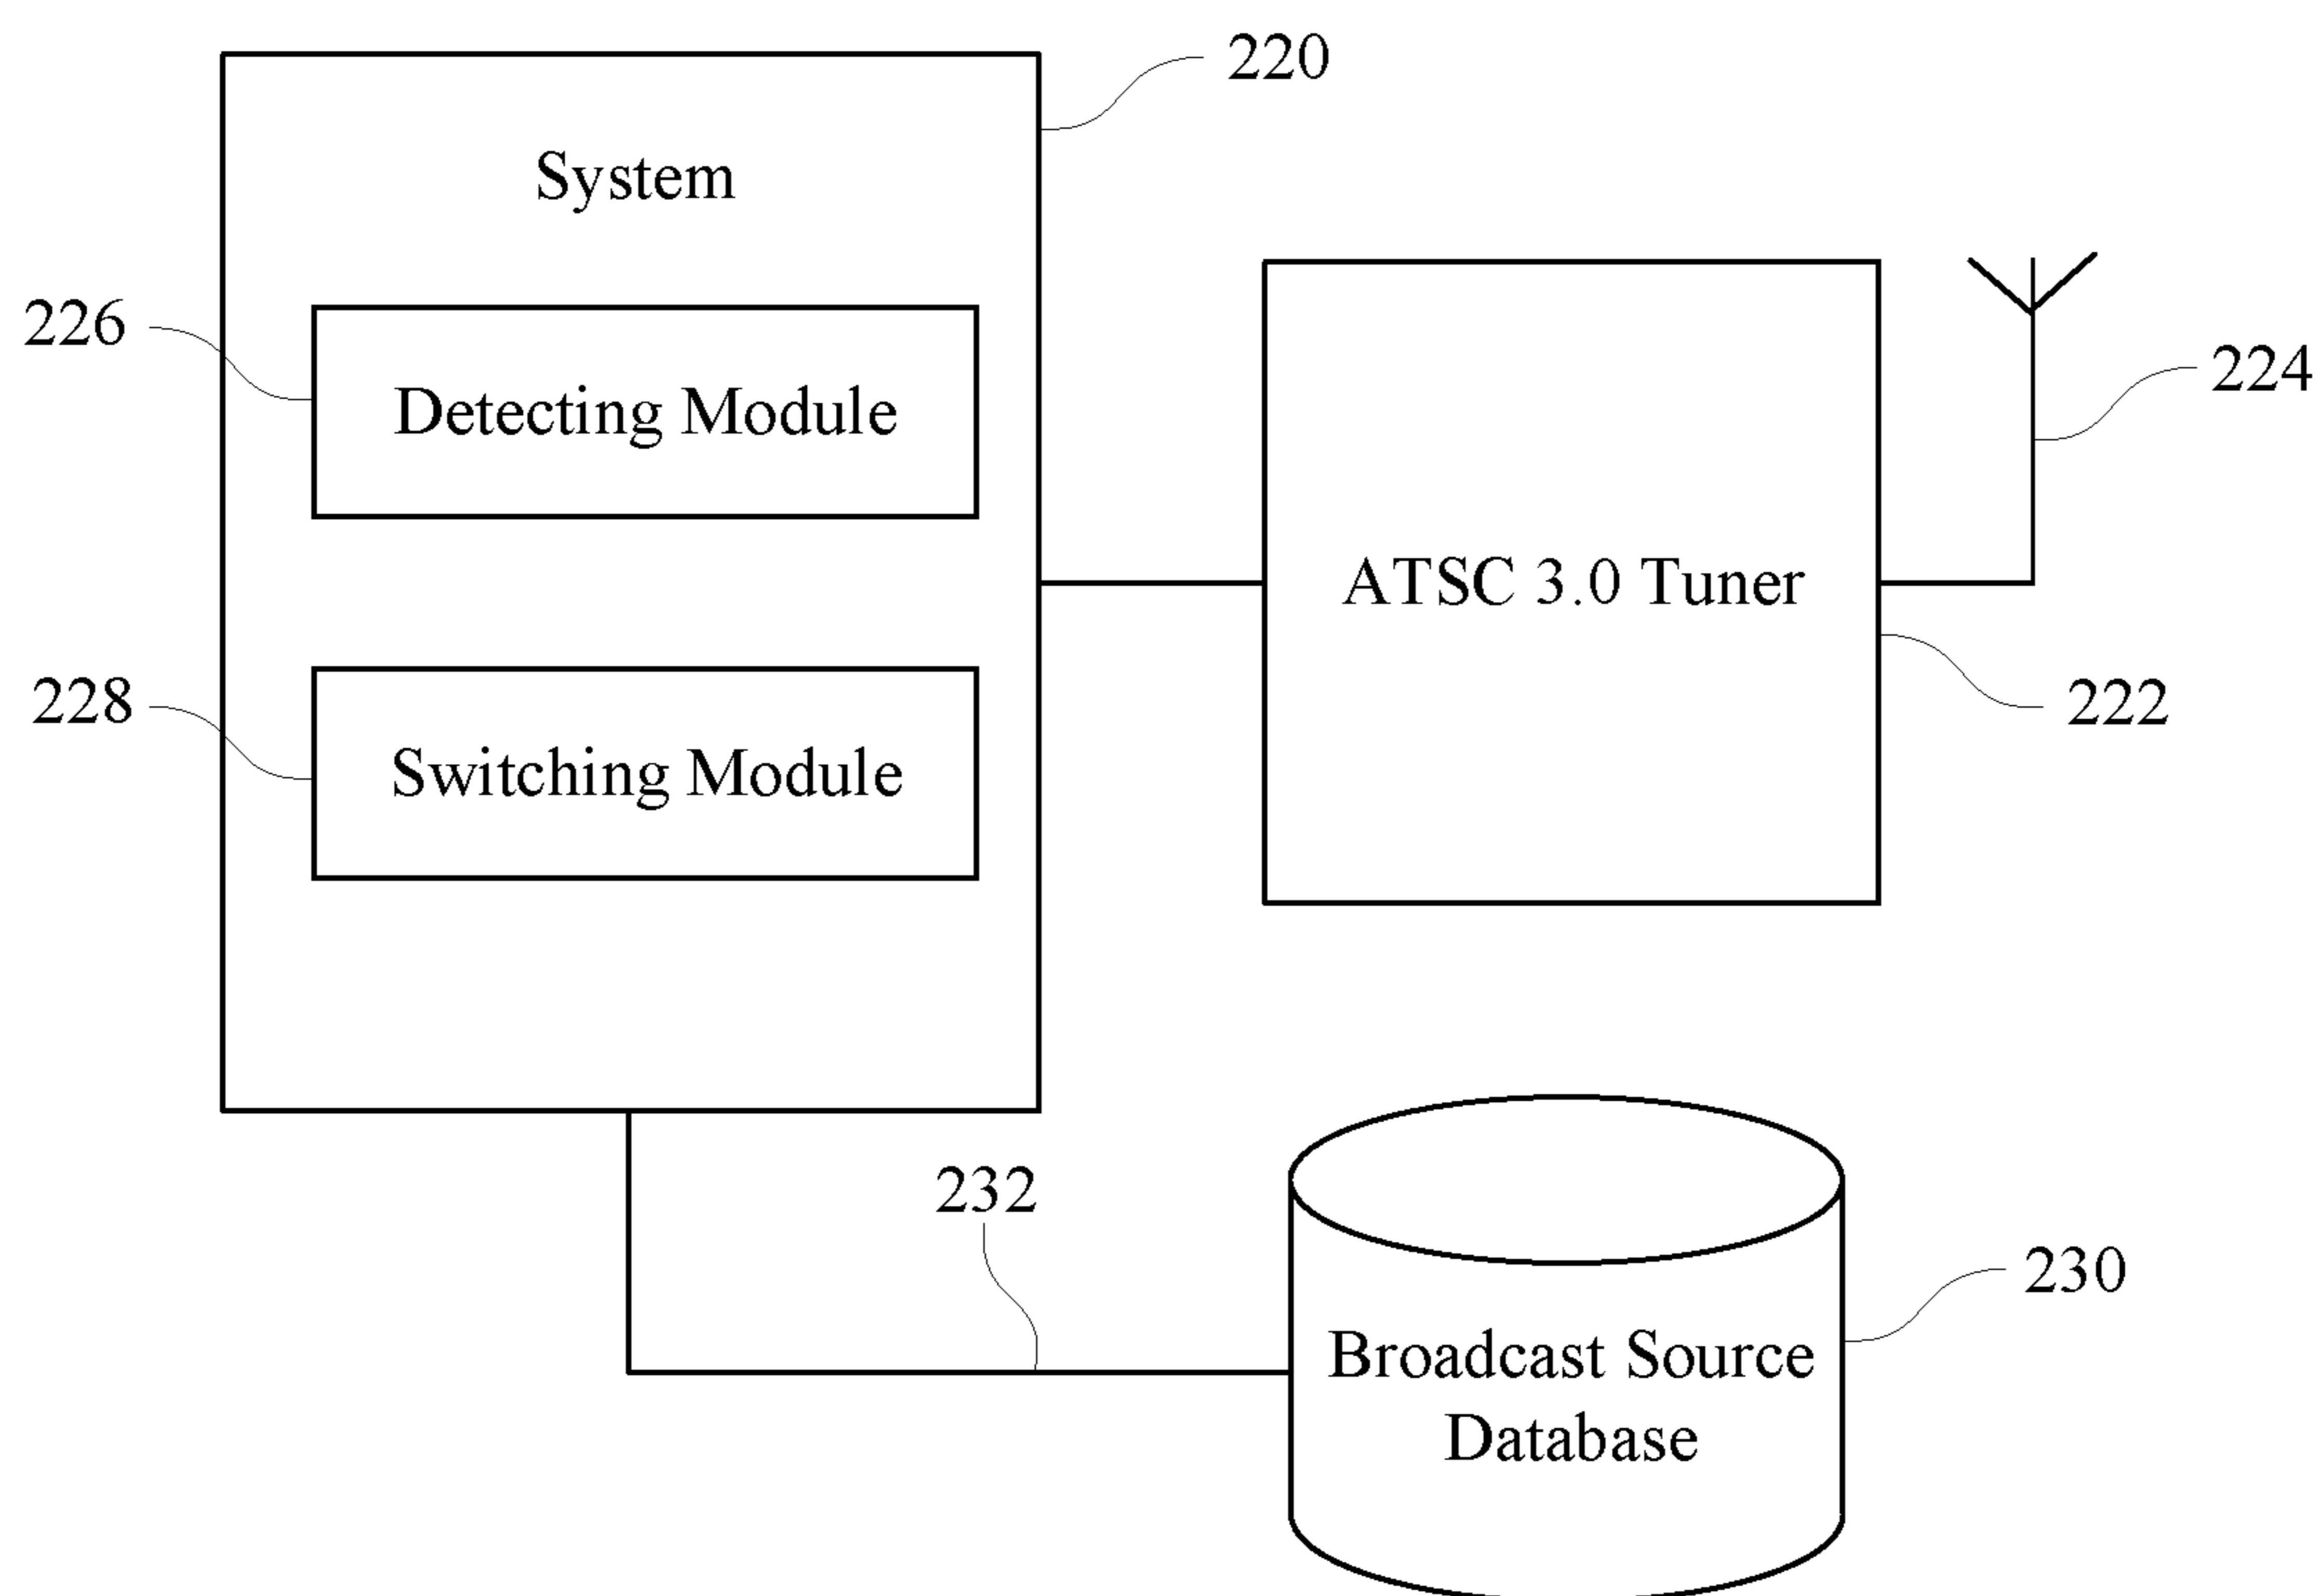 220
System
226
Detecting Module
224
ATSC 3.0 Tuner
228
Switching Module
222
232
230
Broadcast Source
Database